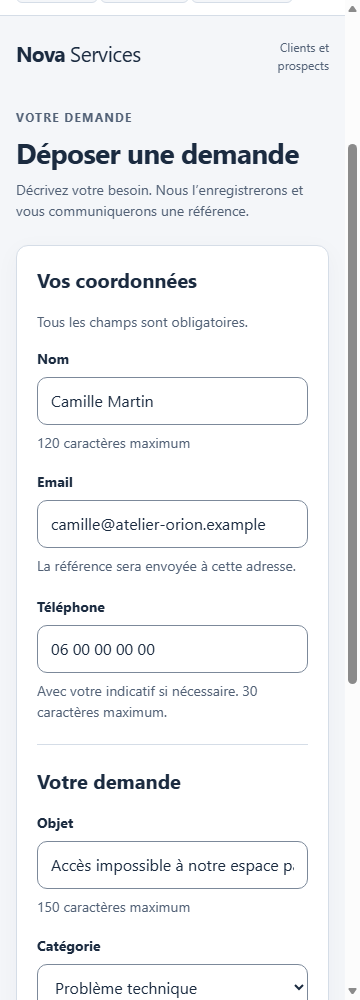 Nova Services
Clients et
prospects
VOTRE DEMANDE
Déposer une demande
Décrivez votre besoin. Nous l’enregistrerons et
vous communiquerons une référence.
Vos coordonnées
Tous les champs sont obligatoires.
Nom
Camille Martin
120 caractères maximum
Email
camille@atelier-orion.example
La référence sera envoyée à cette adresse.
Téléphone
06 00 00 00 00
Avec votre indicatif si nécessaire. 30
caractères maximum.
Votre demande
Objet
Accès impossible à notre espace
150 caractères maximum
Catégorie
Problème technique